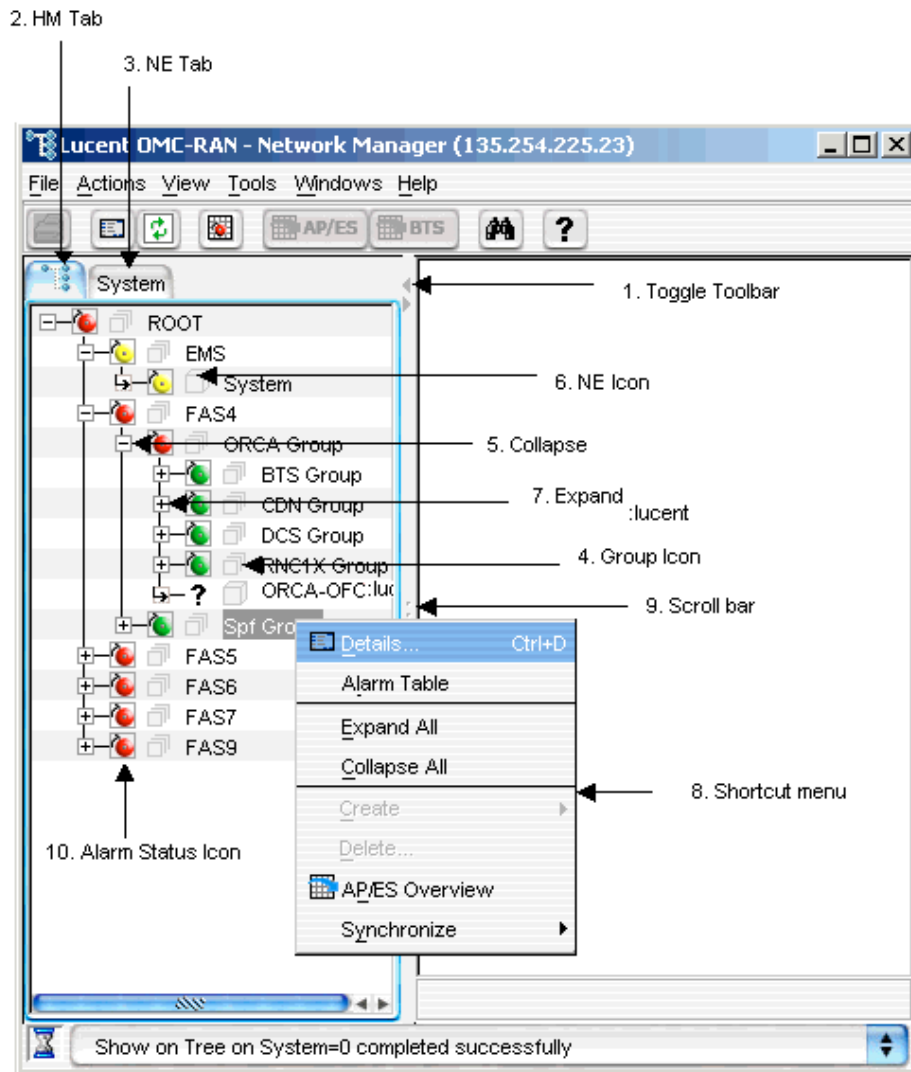 2. HM Tab
3. NE Tab
Lucent OMC-RAN - Network Manager (135.254.225.23)
File Actions View Tools Windows Help
AP/ES BTS ?
System
1. Toggle Toolbar
ROOT
EMS
System
6. NE Icon
FAS4
ORCA Group
5. Collapse
BTS Group
7. Expand
CDN Group
:lucent
DCS Group
RNC1X Group
4. Group Icon
? ORCA-OFC:luc
9. Scroll bar
Spf Gro
Details... Ctrl+D
FAS5
Alarm Table
FAS6
FAS7
Expand All
FAS9
Collapse All
8. Shortcut menu
Create
10. Alarm Status Icon
Delete...
AP/ES Overview
Synchronize
Show on Tree on System=0 completed successfully